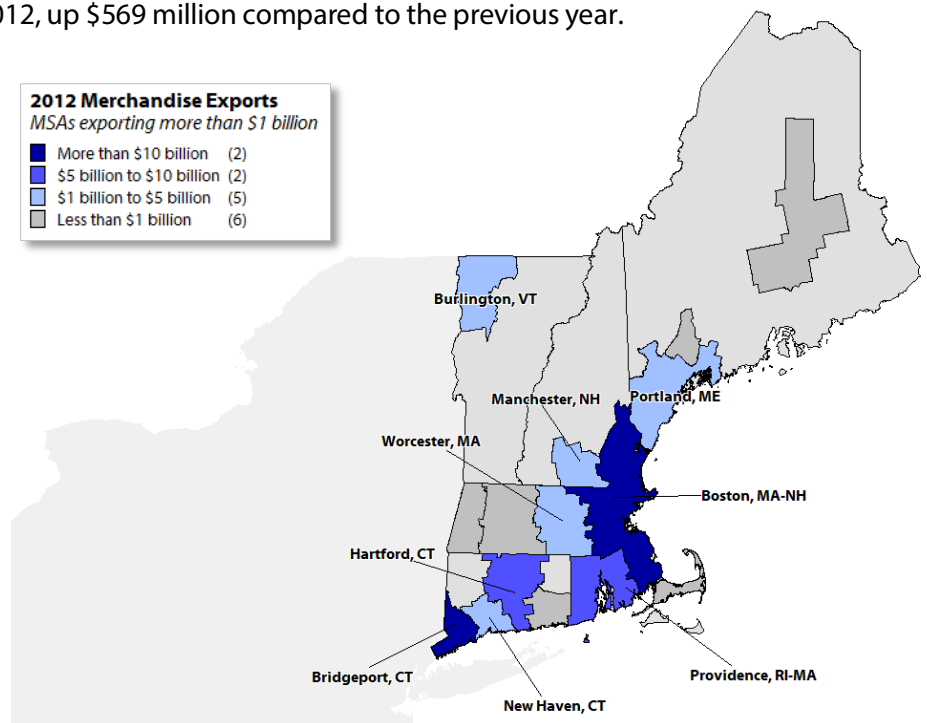 012, up $569 million compared to the previous year.
2012 Merchandise Exports
MSAs exporting more than $1 billion
More than $10 billion (2)
$5 billion to $10 billion (2)
$1 billion to $5 billion (5)
Less than $1 billion (6)
Burlington, VT
Manchester, NH
Portland, ME
Worcester, MA
Boston, MA-NH
Hartford, CT
Bridgeport, CT
Providence, RI-MA
New Haven, CT